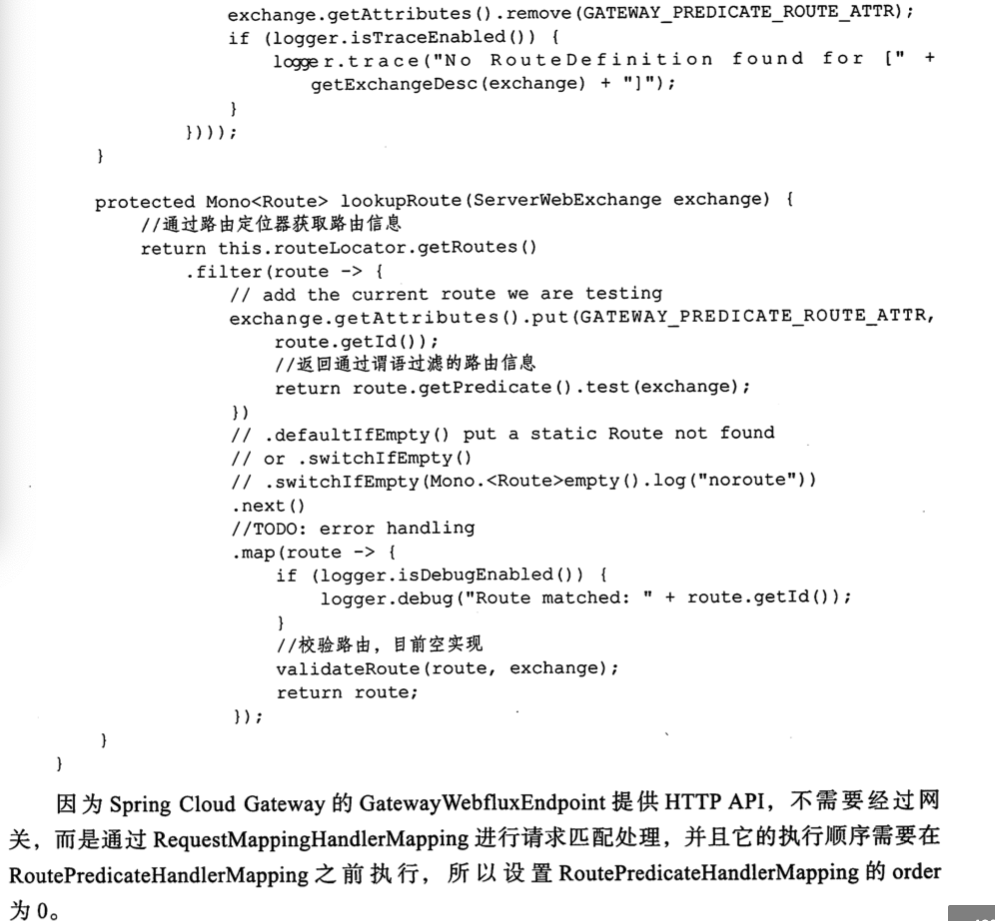 exchange.getAttributes().remove(GATEWAY_PREDICATE_ROUTE_ATTR);
if (logger.isTraceEnabled()) {
logger.trace("No RouteDefinition found for [" +
getExchangeDesc(exchange) + "]");
}
})));
}
protected Mono<Route> lookupRoute(ServerWebExchange exchange) {
//通过路由定位器获取路由信息
return this.routeLocator.getRoutes()
.filter(route -> {
// add the current route we are testing
exchange.getAttributes().put(GATEWAY_PREDICATE_ROUTE_ATTR,
route.getId());
//返回通过谓语过滤的路由信息
return route.getPredicate().test(exchange);
})
// .defaultIfEmpty() put a static Route not found
// or .switchIfEmpty()
// .switchIfEmpty(Mono.<Route>empty().log("noroute"))
.next()
//TODO: error handling
.map(route -> {
if (logger.isDebugEnabled()) {
logger.debug("Route matched: " + route.getId());
}
//校验路由，目前空实现
validateRoute(route, exchange);
return route;
});
}
}
因为 Spring Cloud Gateway 的 GatewayWebfluxEndpoint 提供 HTTP API，不需要经过网
关，而是通过 RequestMappingHandlerMapping 进行请求匹配处理，并且它的执行顺序需要在
RoutePredicateHandlerMapping 之前执行，所以设置 RoutePredicateHandlerMapping 的 order
为 0。